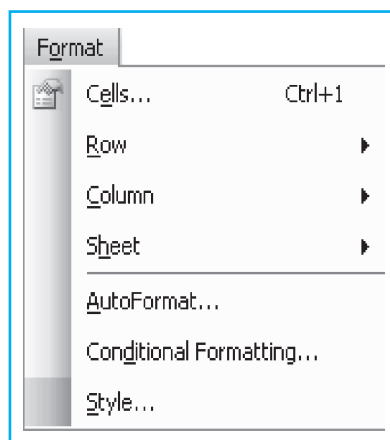 Format
Cells... Ctrl+1
Row
Column
Sheet
AutoFormat...
Conditional Formatting...
Style...